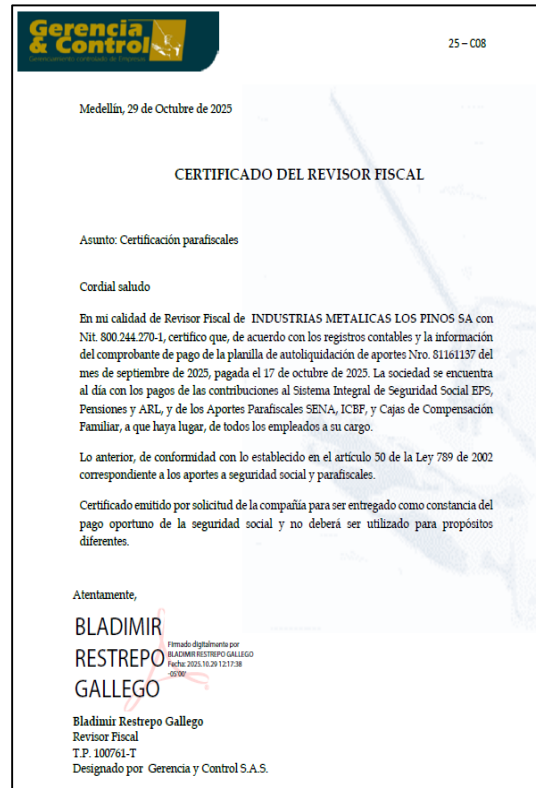 Gerencia
& Control
Gerenciamiento controlado de Empresas
25 – C08
Medellín, 29 de Octubre de 2025
CERTIFICADO DEL REVISOR FISCAL
Asunto: Certificación parafiscales
Cordial saludo
En mi calidad de Revisor Fiscal de INDUSTRIAS METALICAS LOS PINOS SA con
Nit. 800.244.270-1, certifico que, de acuerdo con los registros contables y la información
del comprobante de pago de la planilla de autoliquidación de aportes Nro. 81161137 del
mes de septiembre de 2025, pagada el 17 de octubre de 2025. La sociedad se encuentra
al día con los pagos de las contribuciones al Sistema Integral de Seguridad Social EPS,
Pensiones y ARL, y de los Aportes Parafiscales SENA, ICBF, y Cajas de Compensación
Familiar, a que haya lugar, de todos los empleados a su cargo.
Lo anterior, de conformidad con lo establecido en el artículo 50 de la Ley 789 de 2002
correspondiente a los aportes a seguridad social y parafiscales.
Certificado emitido por solicitud de la compañía para ser entregado como constancia del
pago oportuno de la seguridad social y no deberá ser utilizado para propósitos
diferentes.
Atentamente,
BLADIMIR
RESTREPO
GALLEGO
Firmado digitalmente por
BLADIMIR RESTREPO GALLEGO
Fecha: 2025.10.29 12:17:38
-05'00'
Bladimir Restrepo Gallego
Revisor Fiscal
T.P. 100761-T
Designado por Gerencia y Control S.A.S.